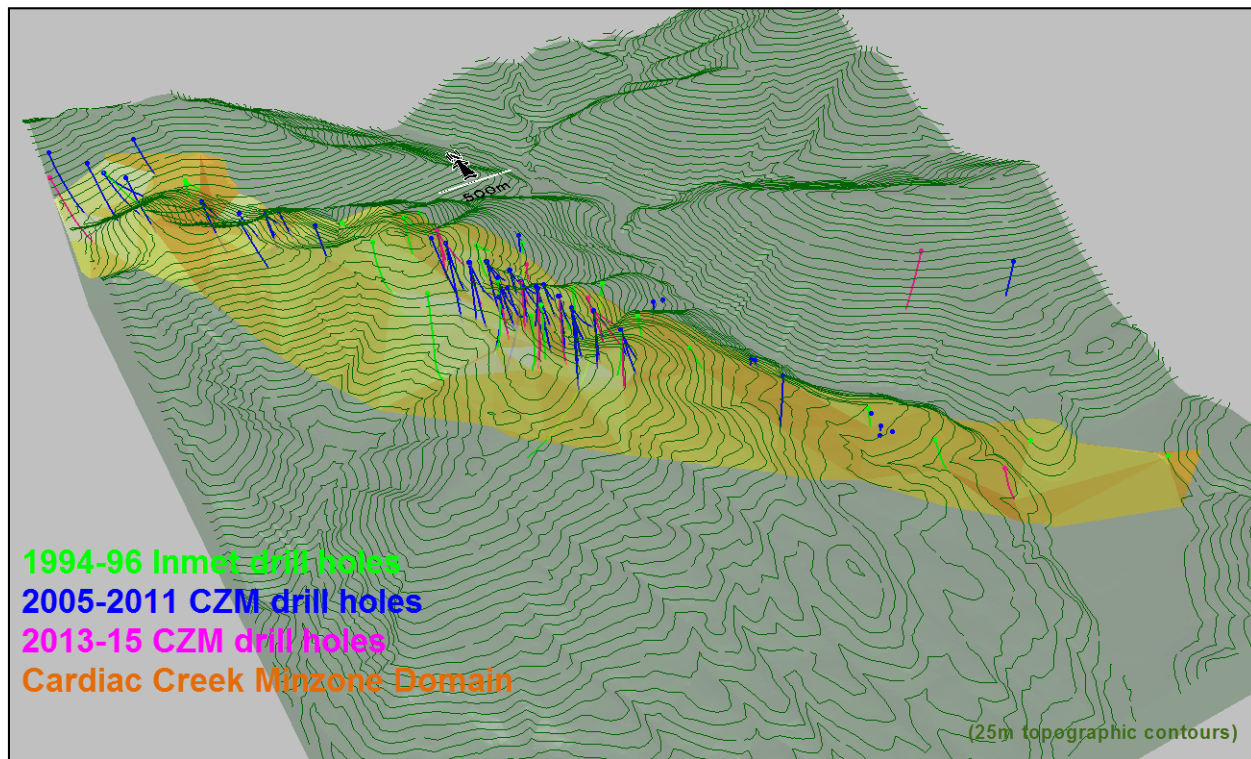 500m
1994-96 Inmet drill holes
2005-2011 CZM drill holes
2013-15 CZM drill holes
Cardiac Creek Minzone Domain
(25m topographic contours)